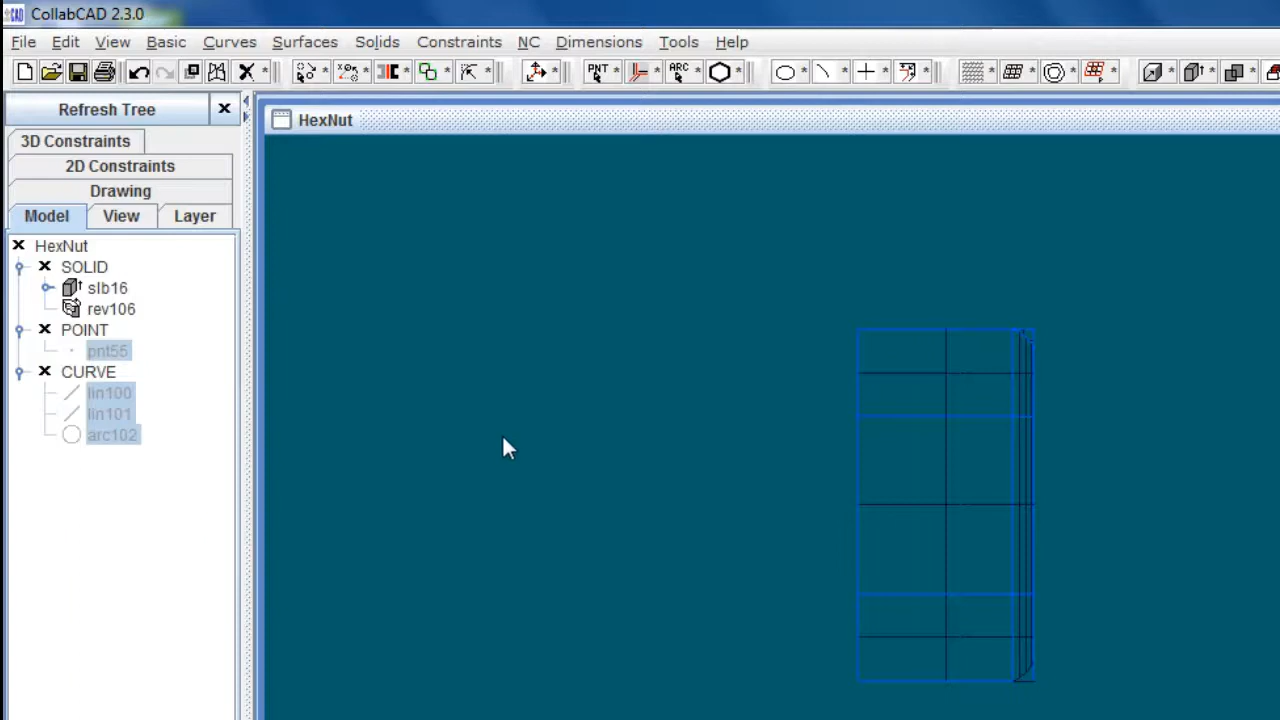 CollabCAD 2.3.0
File Edit View Basic Curves Surfaces Solids Constraints NC Dimensions Tools Help
PNT ARC
Refresh Tree
HexNut
3D Constraints
2D Constraints
Drawing
Model View Layer
HexNut
SOLID
slb16
rev106
POINT
pnt55
CURVE
lin100
lin101
arc102